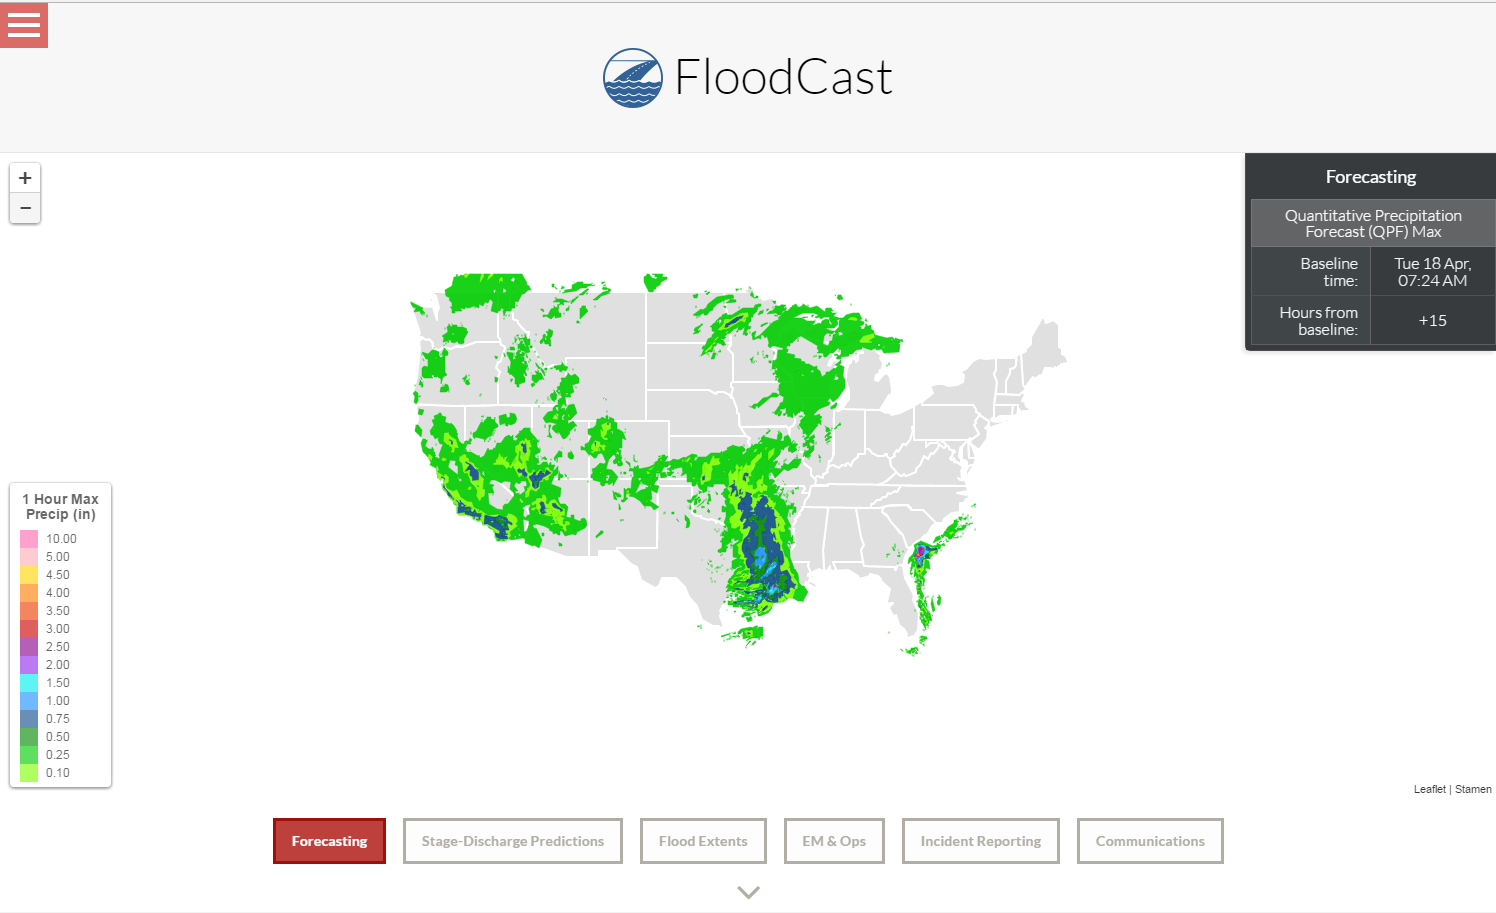 FloodCast
+
−
Forecasting
Quantitative Precipitation
Forecast (QPF) Max
Baseline
time:
Tue 18 Apr,
07:24 AM
Hours from
baseline:
+15
1 Hour Max
Precip (in)
10.00
5.00
4.50
4.00
3.50
3.00
2.50
2.00
1.50
1.00
0.75
0.50
0.25
0.10
Leaflet | Stamen
Forecasting
Stage-Discharge Predictions
Flood Extents
EM & Ops
Incident Reporting
Communications